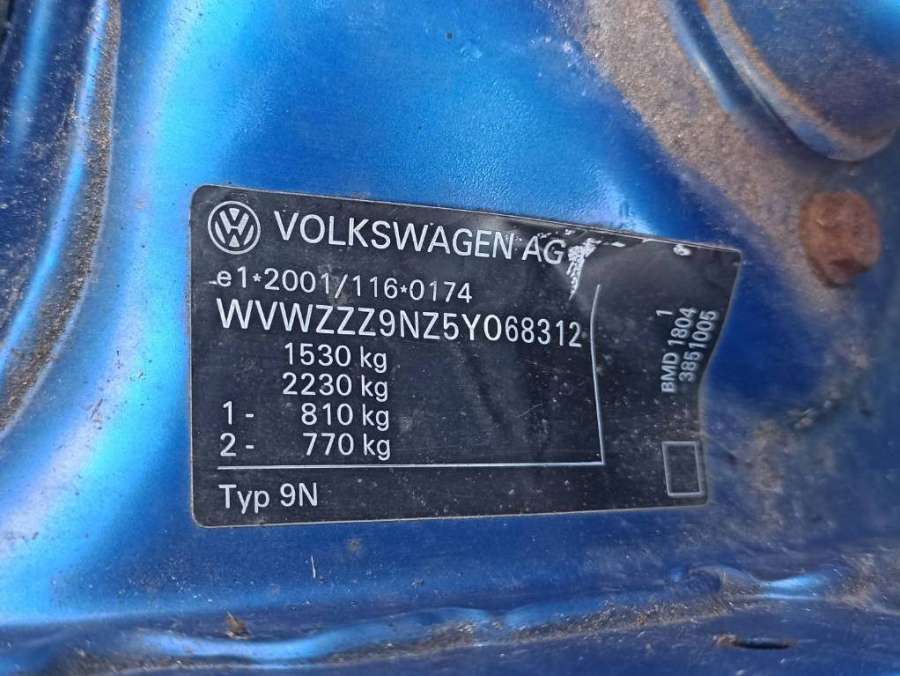 VOLKSWAGEN AG
e1*2001/116*0174
WVWZZZ9NZ5Y068312
1530 kg
2230 kg
1- 810 kg
2- 770 kg
Typ 9N
1
BMD 1804
3851005